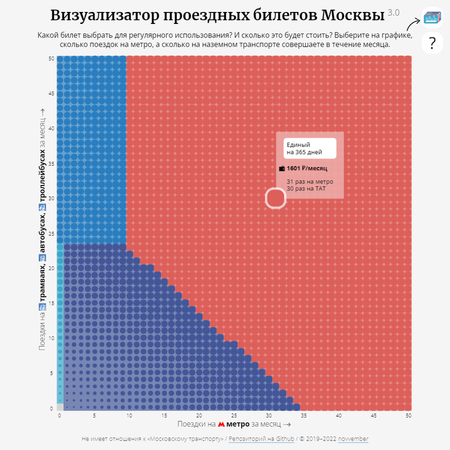 Визуализатор проездных билетов Москвы 3.0
?
Какой билет выбрать для регулярного использования? И сколько это будет стоить? Выберите на графике,
сколько поездок на метро, а сколько на наземном транспорте совершаете в течение месяца.
50
45
40
35
30
25
20
15
10
5
0
Поездки на трамваях, автобусах, троллейбусах за месяц →
Единый
на 365 дней
1601 ₽/месяц
31 раз на метро
30 раз на ТАТ
0 5 10 15 20 25 30 35 40 45 50
Поездки на метро за месяц →
Не имеет отношения к «Московскому транспорту» / Репозиторий на Github / © 2019–2022 nowember